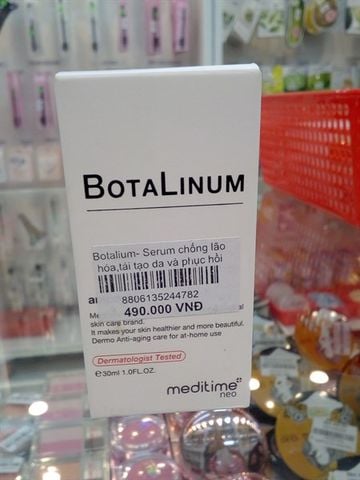 BOTALINUM
Botalium- Serum chống lão
hóa,tái tạo da và phục hồi
8806135244782
490.000 VNĐ
skin care brand.
It makes your skin healthier and more beautiful.
Dermo Anti-aging care for at-home use
Dermatologist Tested
℮30ml 1.0FL.OZ.
meditime
neo